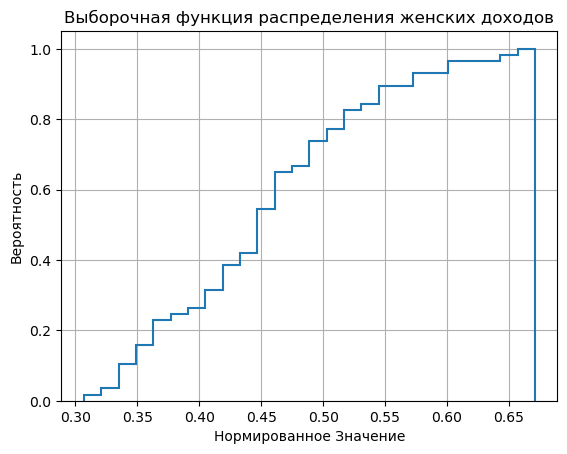 Выборочная функция распределения женских доходов
1.0
0.8
0.6
0.4
0.2
0.0
Вероятность
0.30 0.35 0.40 0.45 0.50 0.55 0.60 0.65
Нормированное Значение